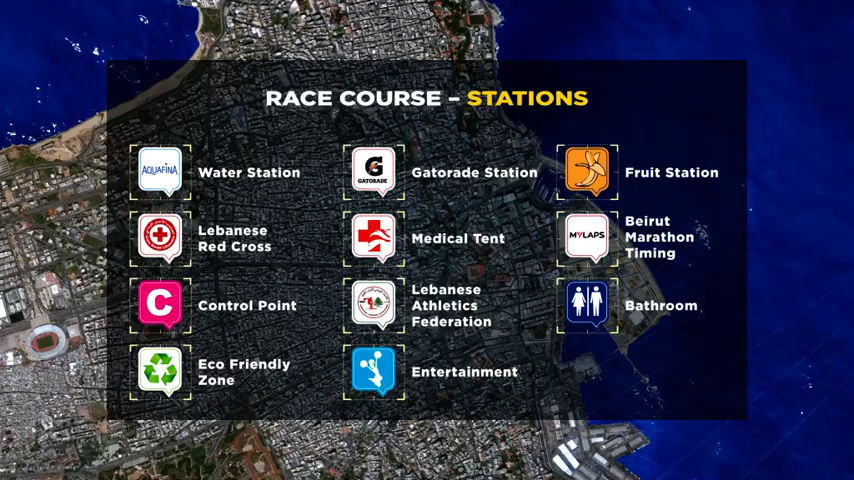 RACE COURSE – STATIONS
AQUAFINA
Water Station
G
GATORADE
Gatorade Station
Fruit Station
Lebanese
Red Cross
Medical Tent
MYLAPS
Beirut
Marathon
Timing
C
Control Point
Lebanese
Athletics
Federation
Bathroom
Eco Friendly
Zone
Entertainment